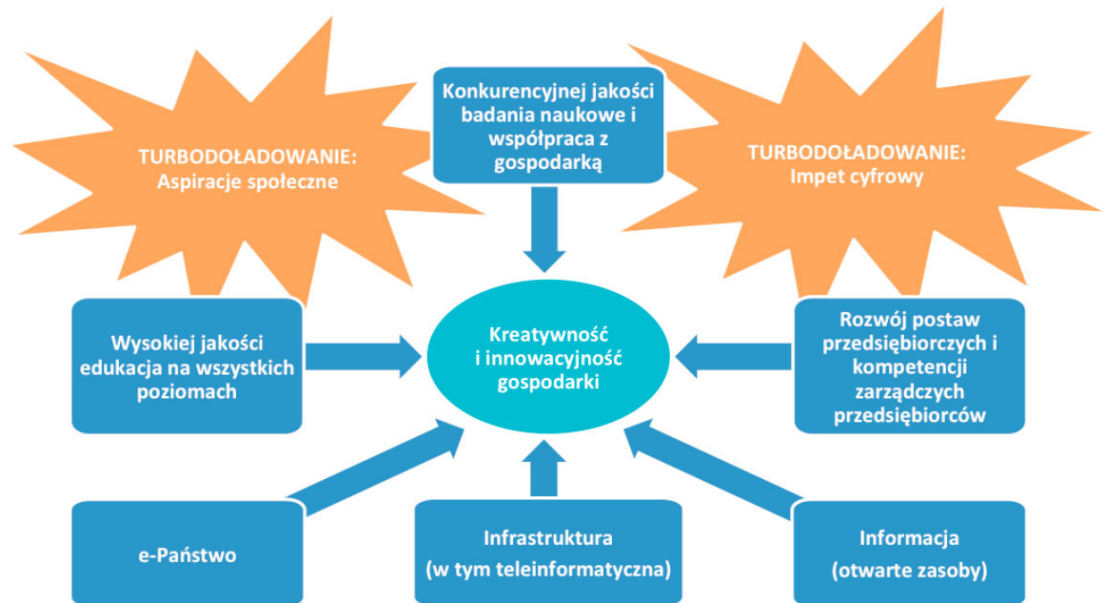 Konkurencyjnej jakości
badania naukowe i
współpraca z
gospodarką
TURBODOŁADOWANIE:
Aspiracje społeczne
TURBODOŁADOWANIE:
Impet cyfrowy
Wysokiej jakości
edukacja na wszystkich
poziomach
Kreatywność
i innowacyjność
gospodarki
Rozwój postaw
przedsiębiorczych i
kompetencji
zarządczych
przedsiębiorców
e-Państwo
Infrastruktura
(w tym teleinformatyczna)
Informacja
(otwarte zasoby)